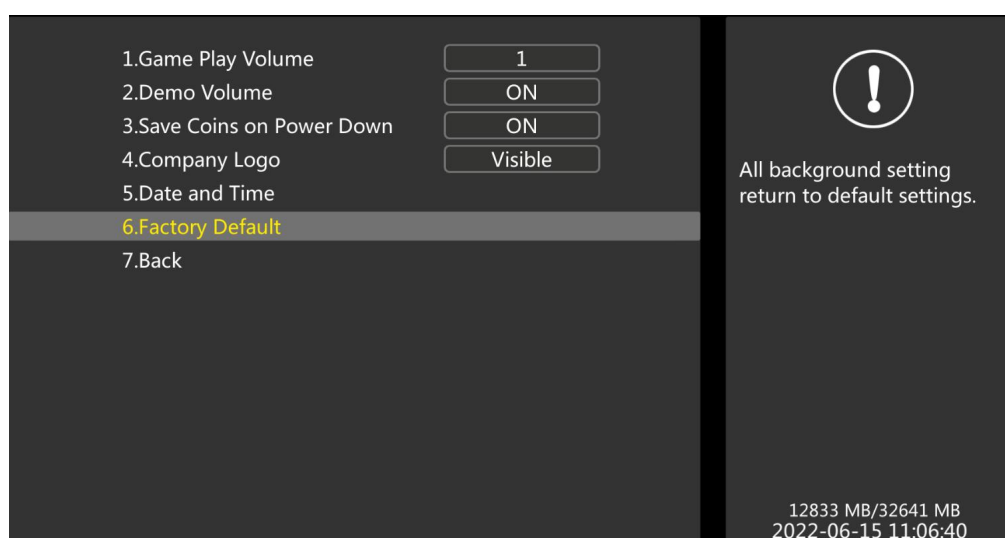 1.Game Play Volume 1
2.Demo Volume ON
3.Save Coins on Power Down ON
4.Company Logo Visible
5.Date and Time
6.Factory Default
7.Back
All background setting
return to default settings.
12833 MB/32641 MB
2022-06-15 11:06:40